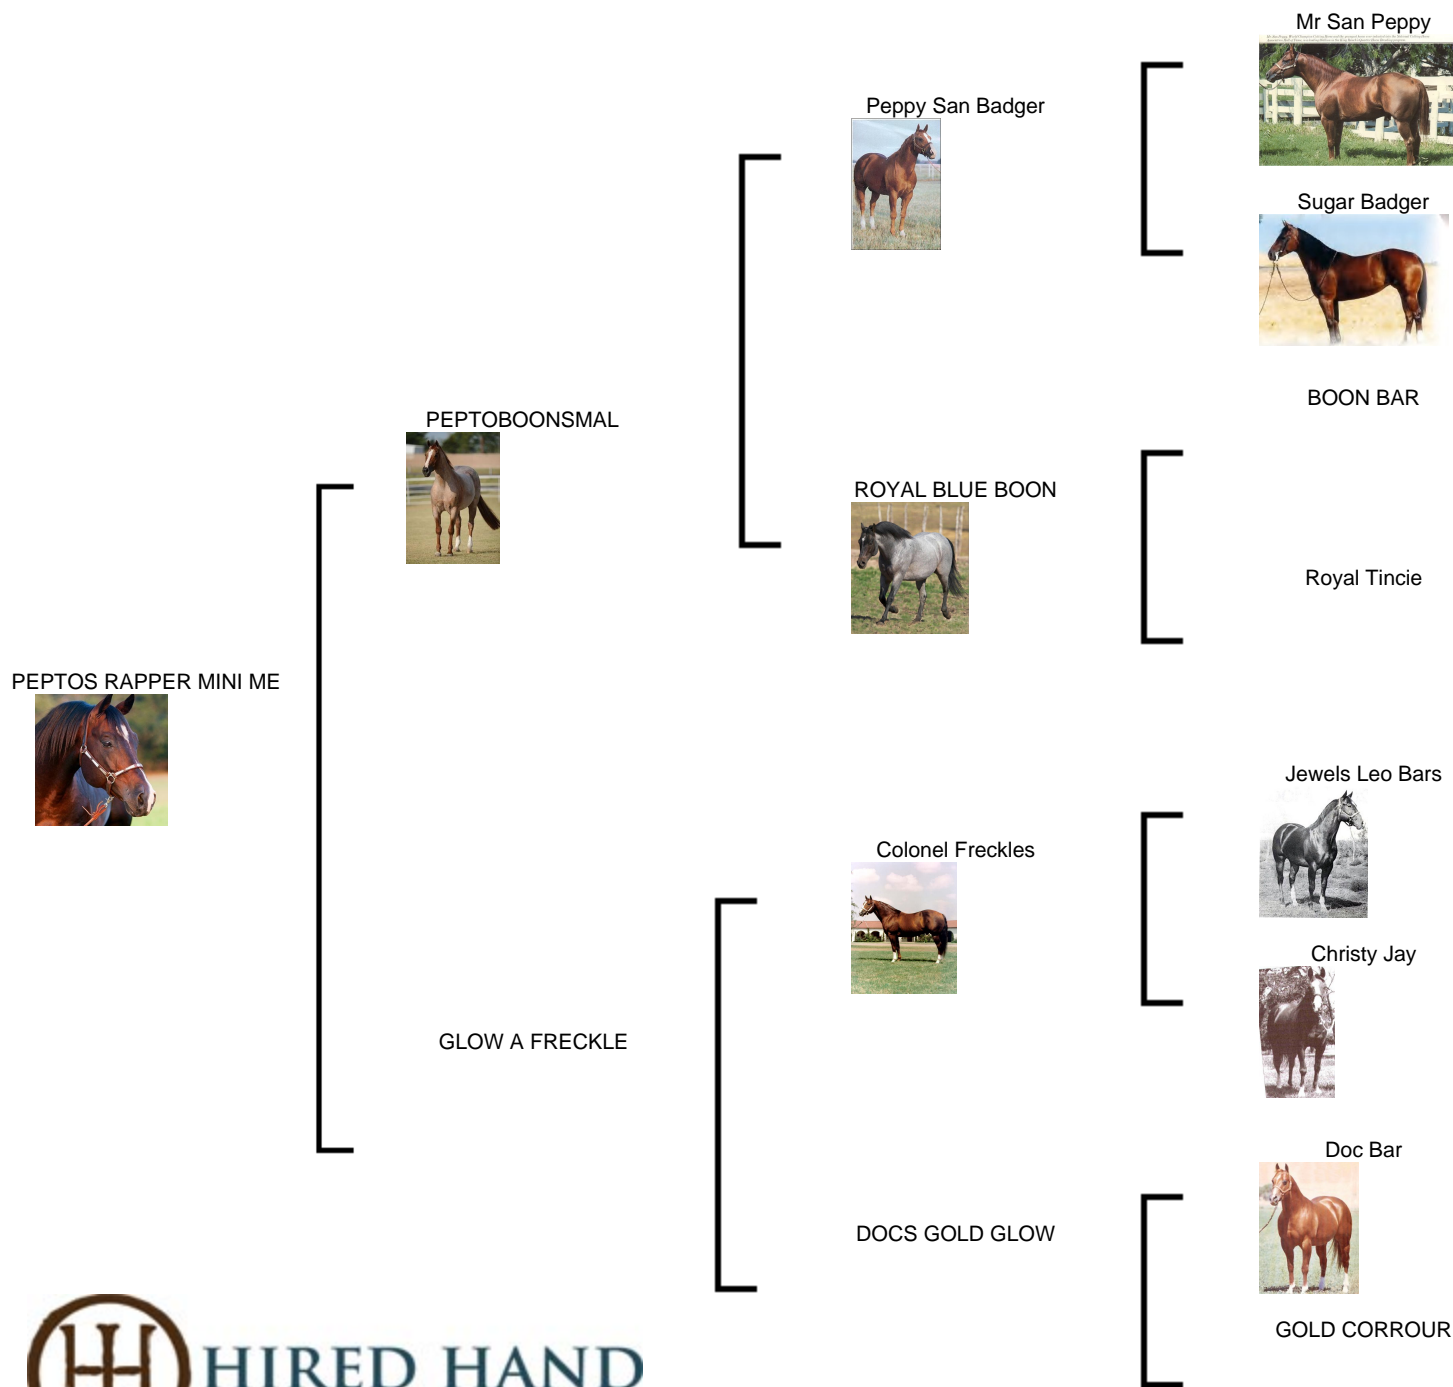 Mr San Peppy
Peppy San Badger
Sugar Badger
BOON BAR
PEPTOBOONSMAL
ROYAL BLUE BOON
Royal Tincie
PEPTOS RAPPER MINI ME
Jewels Leo Bars
Colonel Freckles
Christy Jay
GLOW A FRECKLE
Doc Bar
DOCS GOLD GLOW
GOLD CORROUR
HIRED HAND